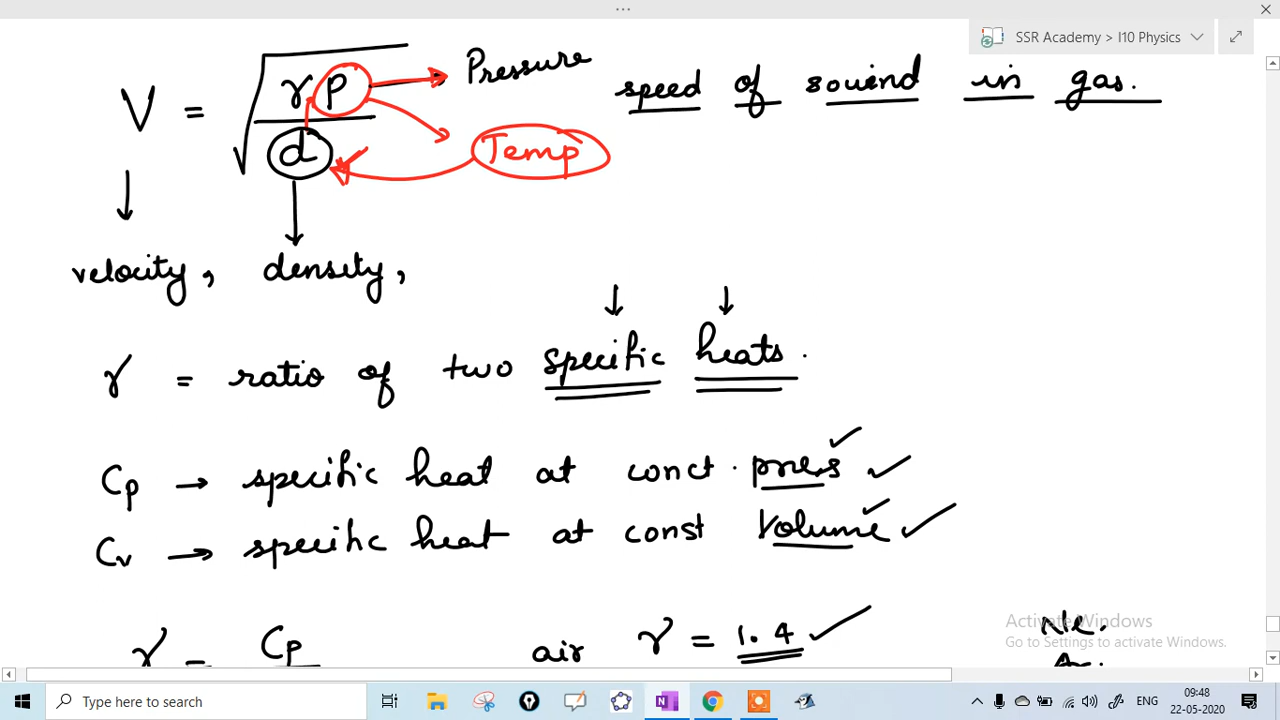 SSR Academy > I10 Physics
V = √ γ P → Pressure speed of sound in gas.
d Temp
velocity, density,
γ = ratio of two specific heats.
Cp → specific heat at conct. pres
Cv → specific heat at const volume
γ = Cp air γ = 1.4
Activate Windows
Go to Settings to activate Windows.
Type here to search
ENG
09:48
22-05-2020